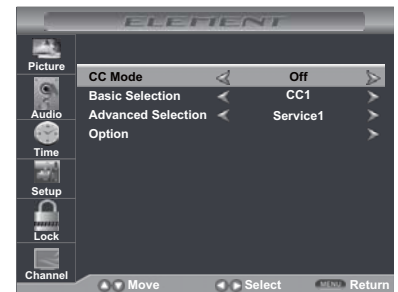 ELEMENT
Picture
Audio
Time
Setup
Lock
Channel
CC Mode Off
Basic Selection CC1
Advanced Selection Service1
Option
Move Select MENU Return